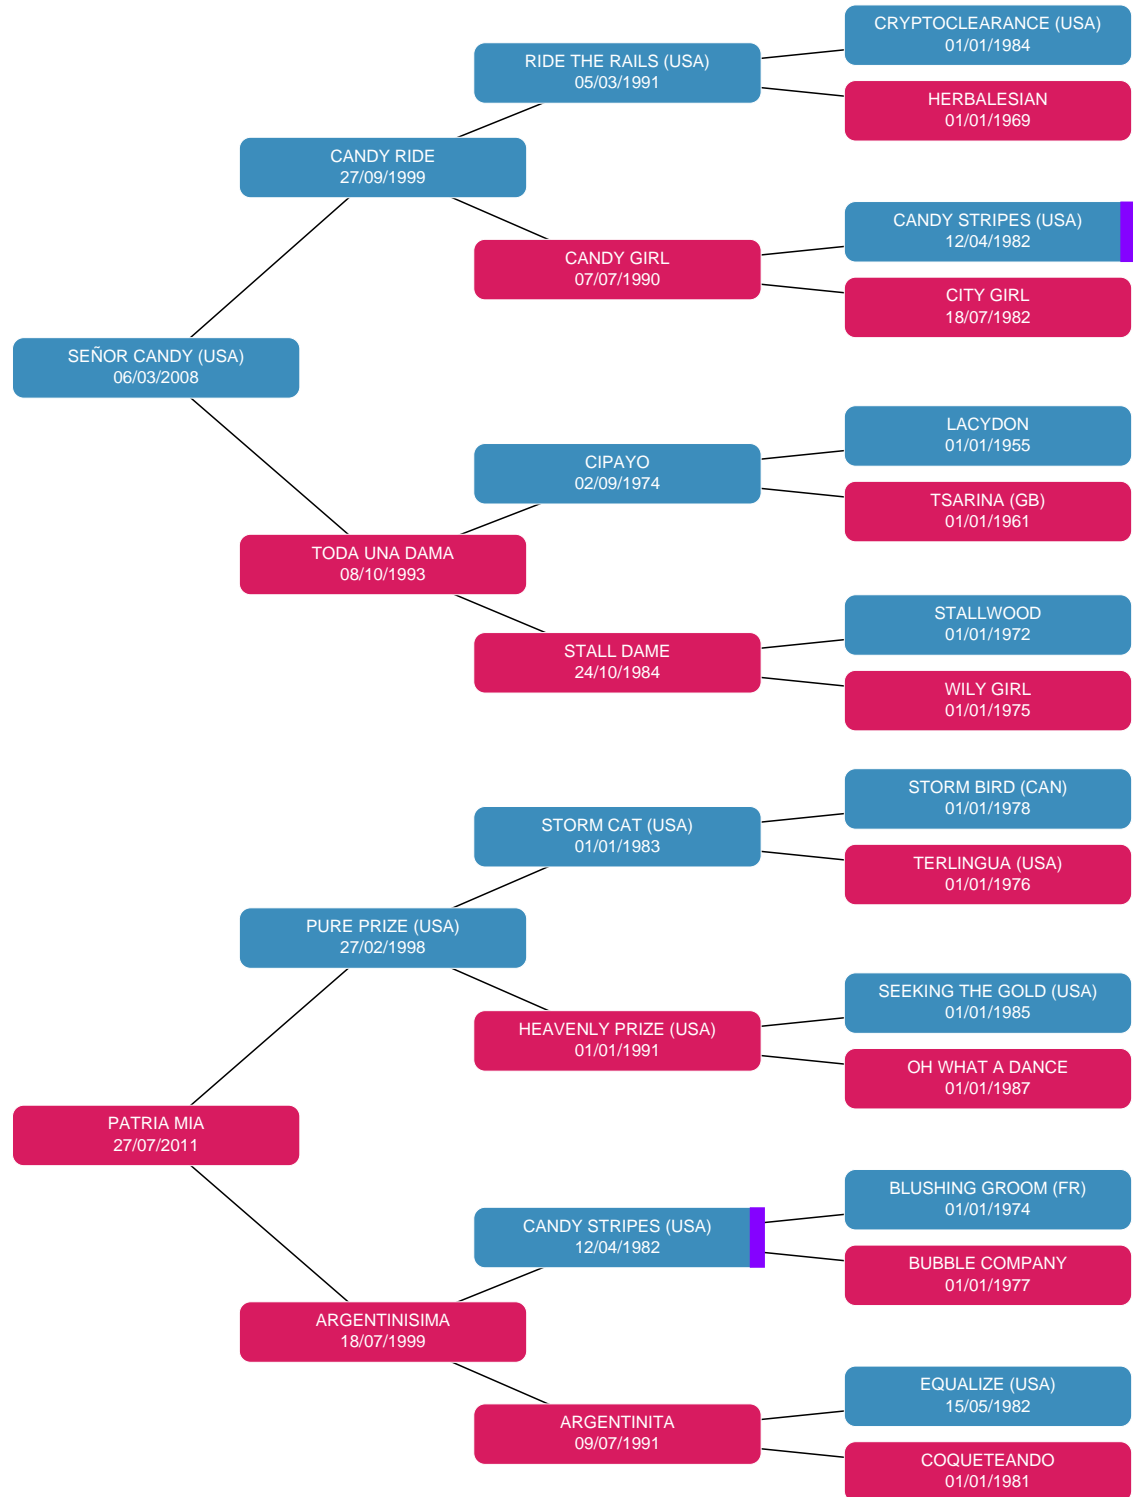 CRYPTOCLEARANCE (USA)
01/01/1984
RIDE THE RAILS (USA)
05/03/1991
HERBALESIAN
01/01/1969
CANDY RIDE
27/09/1999
CANDY STRIPES (USA)
12/04/1982
CANDY GIRL
07/07/1990
CITY GIRL
18/07/1982
SEÑOR CANDY (USA)
06/03/2008
LACYDON
01/01/1955
CIPAYO
02/09/1974
TSARINA (GB)
01/01/1961
TODA UNA DAMA
08/10/1993
STALLWOOD
01/01/1972
STALL DAME
24/10/1984
WILY GIRL
01/01/1975
STORM BIRD (CAN)
01/01/1978
STORM CAT (USA)
01/01/1983
TERLINGUA (USA)
01/01/1976
PURE PRIZE (USA)
27/02/1998
SEEKING THE GOLD (USA)
01/01/1985
HEAVENLY PRIZE (USA)
01/01/1991
OH WHAT A DANCE
01/01/1987
PATRIA MIA
27/07/2011
BLUSHING GROOM (FR)
01/01/1974
CANDY STRIPES (USA)
12/04/1982
BUBBLE COMPANY
01/01/1977
ARGENTINISIMA
18/07/1999
EQUALIZE (USA)
15/05/1982
ARGENTINITA
09/07/1991
COQUETEANDO
01/01/1981